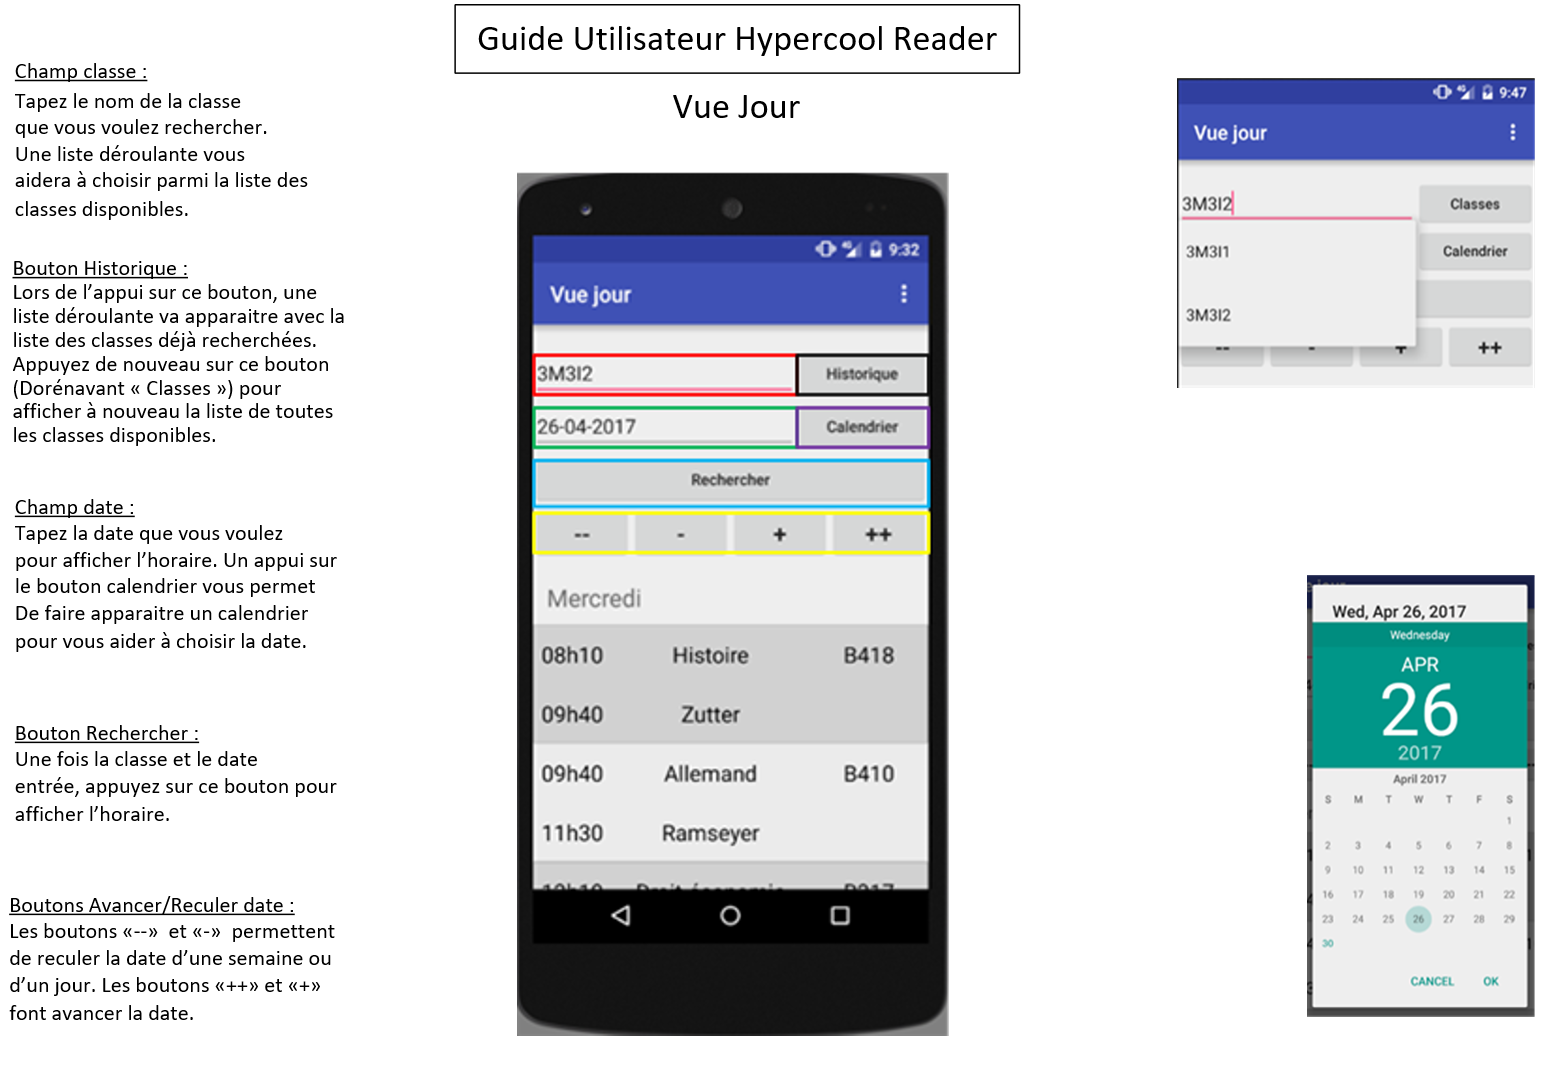 Guide Utilisateur Hypercool Reader
Vue Jour
Champ classe :
Tapez le nom de la classe
que vous voulez rechercher.
Une liste déroulante vous
aidera à choisir parmi la liste des
classes disponibles.
Bouton Historique :
Lors de l’appui sur ce bouton, une
liste déroulante va apparaitre avec la
liste des classes déjà recherchées.
Appuyez de nouveau sur ce bouton
(Dorénavant « Classes ») pour
afficher à nouveau la liste de toutes
les classes disponibles.
Champ date :
Tapez la date que vous voulez
pour afficher l’horaire. Un appui sur
le bouton calendrier vous permet
De faire apparaitre un calendrier
pour vous aider à choisir la date.
Bouton Rechercher :
Une fois la classe et le date
entrée, appuyez sur ce bouton pour
afficher l’horaire.
Boutons Avancer/Reculer date :
Les boutons «--» et «-» permettent
de reculer la date d’une semaine ou
d’un jour. Les boutons «++» et «+»
font avancer la date.
4G 9:32
Vue jour
3M3I2 Historique
26-04-2017 Calendrier
Rechercher
-- - + ++
Mercredi
08h10 Histoire B418
09h40 Zutter
09h40 Allemand B410
11h30 Ramseyer
4G 9:47
Vue jour
3M3I2 Classes
3M3I1 Calendrier
3M3I2
-- - + ++
Wed, Apr 26, 2017
Wednesday
APR
26
2017
April 2017
S M T W T F S
1
2 3 4 5 6 7 8
9 10 11 12 13 14 15
16 17 18 19 20 21 22
23 24 25 26 27 28 29
30
CANCEL OK